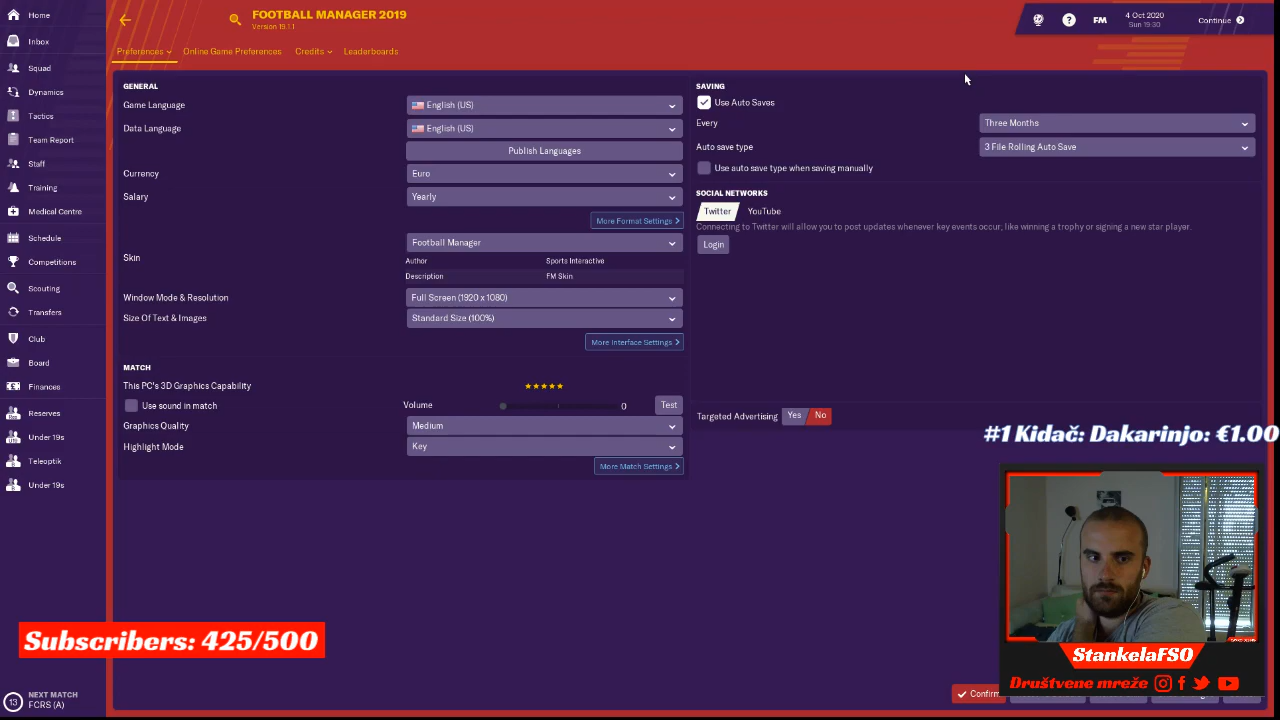 Home
Inbox
Squad
Dynamics
Tactics
Team Report
Staff
Training
Medical Centre
Schedule
Competitions
Scouting
Transfers
Club
Board
Finances
Reserves
Under 19s
Teleoptik
Under 19s
13
NEXT MATCH
FCRS (A)
FOOTBALL MANAGER 2019
Version 19.1.1
? FM
4 Oct 2020
Sun 19:30
Continue
Preferences Online Game Preferences Credits Leaderboards
GENERAL
Game Language English (US)
Data Language English (US)
Publish Languages
Currency Euro
Salary Yearly
More Format Settings
Football Manager
Skin
Author Sports Interactive
Description FM Skin
Window Mode & Resolution Full Screen (1920 x 1080)
Size Of Text & Images Standard Size (100%)
More Interface Settings
MATCH
This PC's 3D Graphics Capability
Use sound in match Volume 0 Test
Graphics Quality Medium
Highlight Mode Key
More Match Settings
SAVING
Use Auto Saves
Every Three Months
Auto save type 3 File Rolling Auto Save
Use auto save type when saving manually
SOCIAL NETWORKS
Twitter YouTube
Connecting to Twitter will allow you to post updates whenever key events occur; like winning a trophy or signing a new star player.
Login
Targeted Advertising Yes No
#1 Kidač: Dakarinjo: €1.00
StankelaFSO
Društvene mreže
Confirm
Subscribers: 425/500